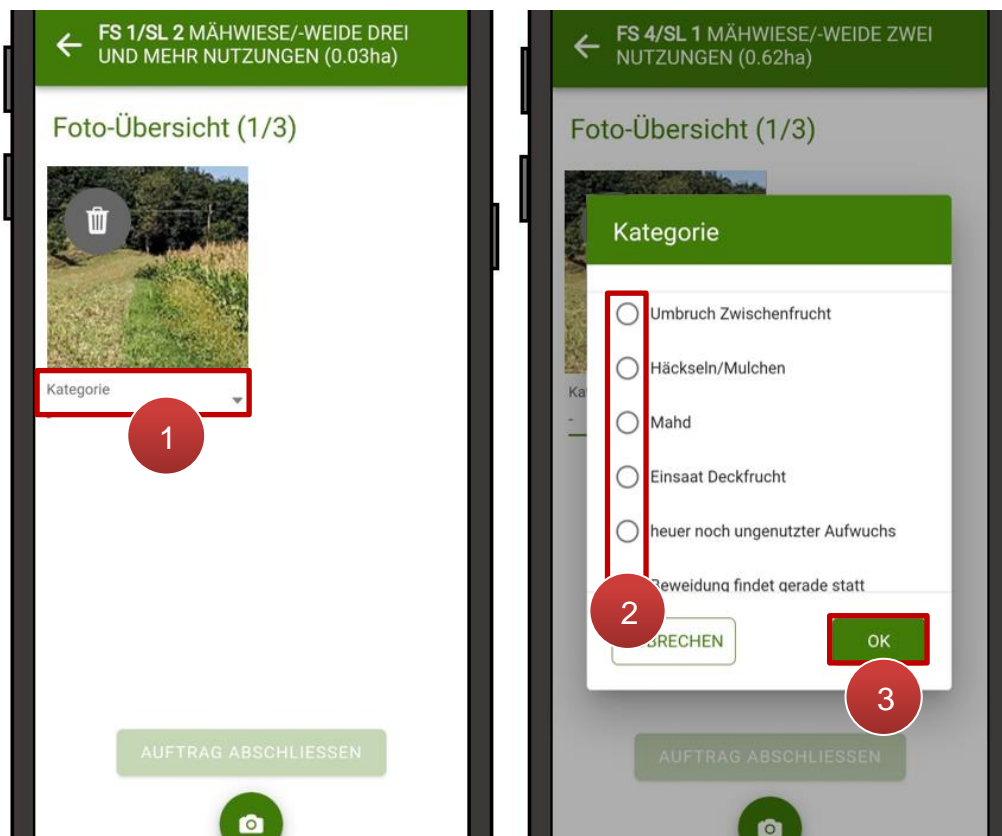 FS 1/SL 2 MÄHWIESE/-WEIDE DREI
UND MEHR NUTZUNGEN (0.03ha)
Foto-Übersicht (1/3)
Kategorie
1
AUFTRAG ABSCHLIESSEN
FS 4/SL 1 MÄHWIESE/-WEIDE ZWEI
NUTZUNGEN (0.62ha)
Foto-Übersicht (1/3)
Kategorie
Umbruch Zwischenfrucht
Häckseln/Mulchen
Ka
-
Mahd
Einsaat Deckfrucht
heuer noch ungenutzter Aufwuchs
Beweidung findet gerade statt
2
BRECHEN
OK
3
AUFTRAG ABSCHLIESSEN